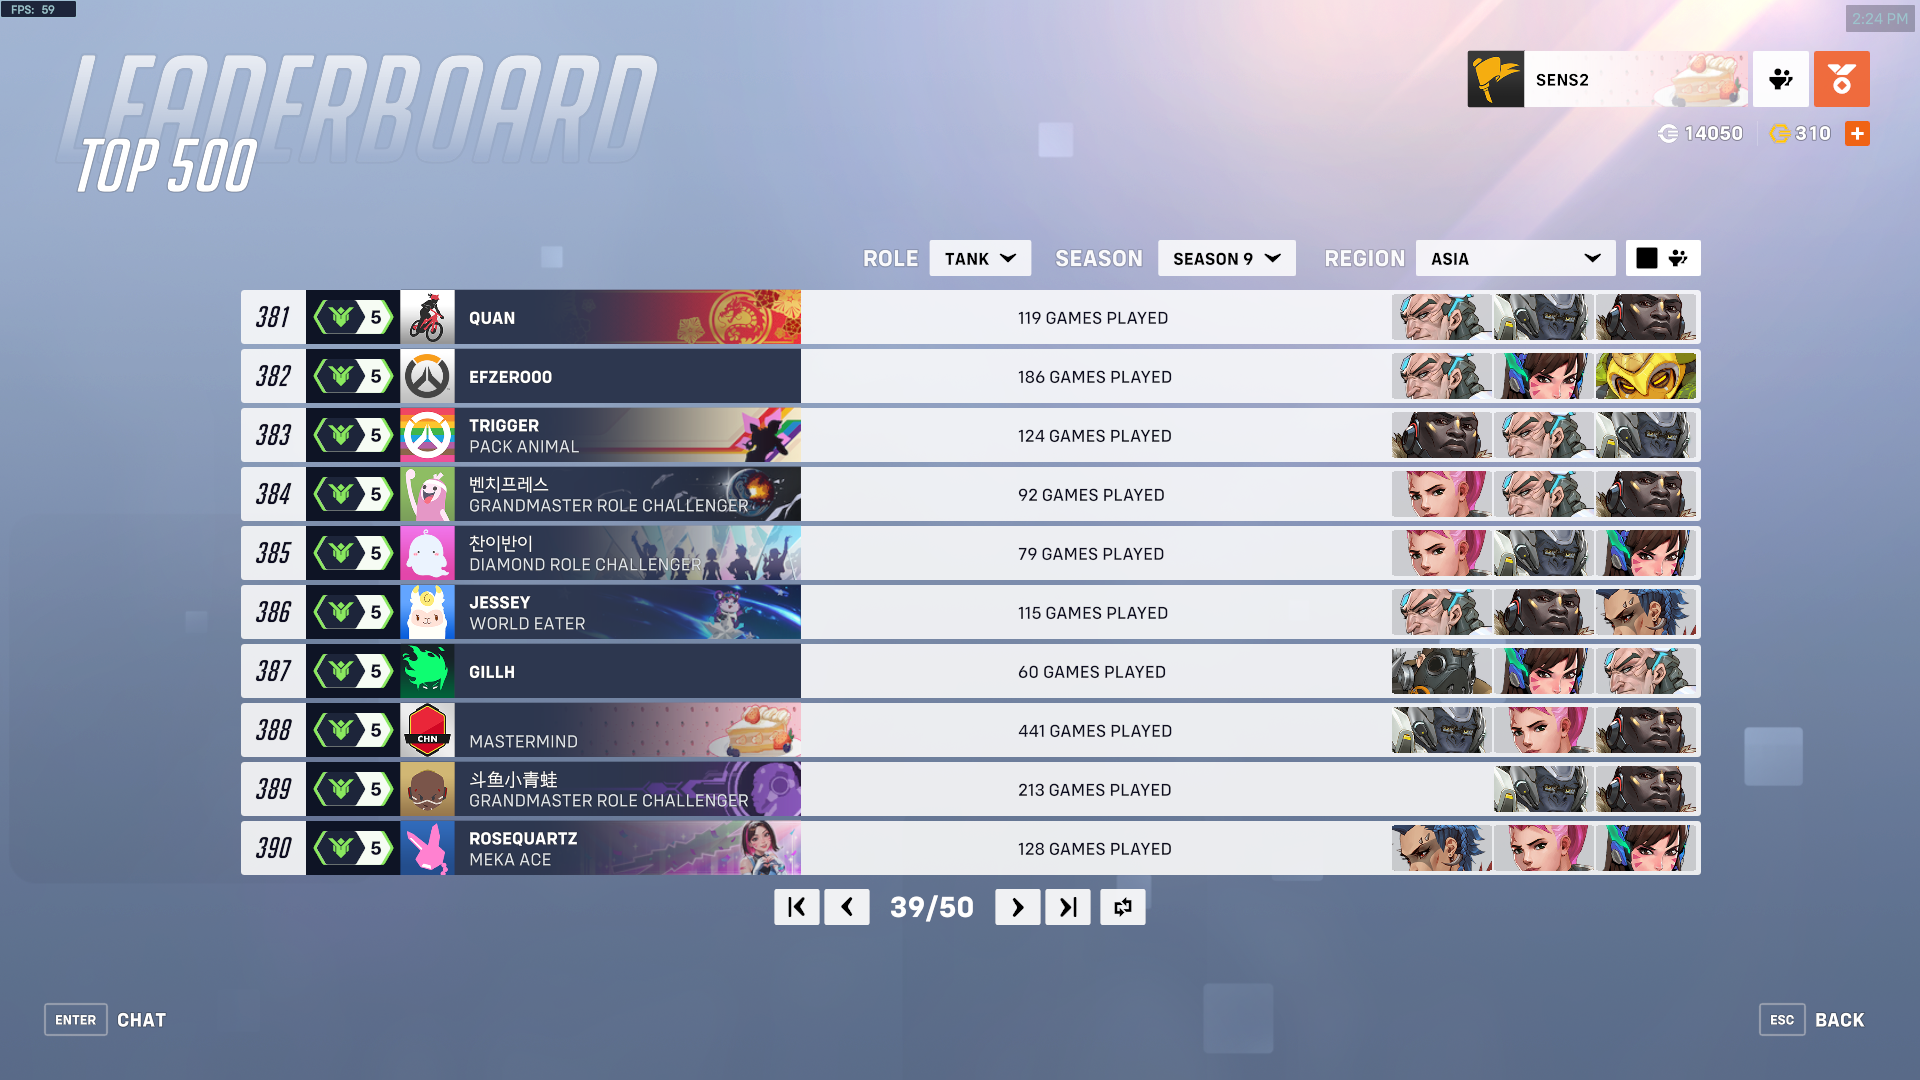 FPS: 59
2:24 PM
LEADERBOARD
TOP 500
SENS2
14050
310
ROLE TANK SEASON SEASON 9 REGION ASIA
381 5 QUAN 119 GAMES PLAYED
382 5 EFZEROOO 186 GAMES PLAYED
383 5 TRIGGER 124 GAMES PLAYED
PACK ANIMAL
384 5 벤치프레스 92 GAMES PLAYED
GRANDMASTER ROLE CHALLENGER
385 5 찬이반이 79 GAMES PLAYED
DIAMOND ROLE CHALLENGER
386 5 JESSEY 115 GAMES PLAYED
WORLD EATER
387 5 GILLH 60 GAMES PLAYED
388 5 CHN MASTERMIND 441 GAMES PLAYED
389 5 斗鱼小青蛙 213 GAMES PLAYED
GRANDMASTER ROLE CHALLENGER
390 5 ROSEQUARTZ 128 GAMES PLAYED
MEKA ACE
39/50
ENTER CHAT
ESC BACK